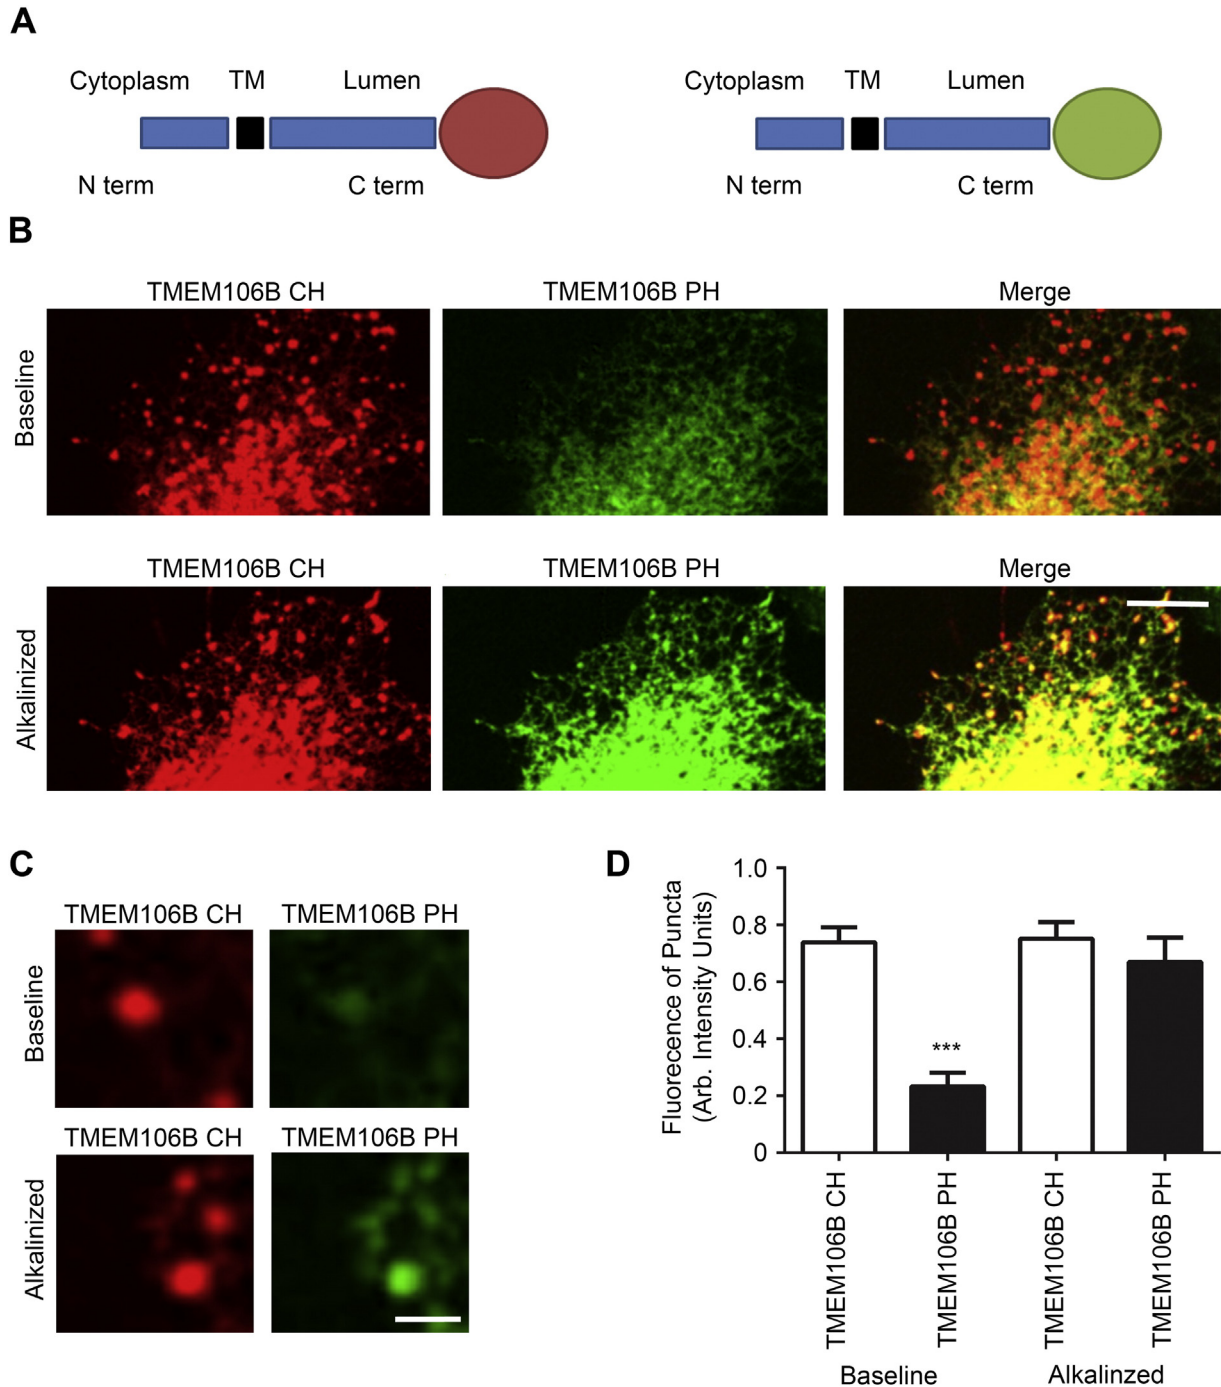 A
Cytoplasm TM Lumen
N term C term
Cytoplasm TM Lumen
N term C term
B
TMEM106B CH TMEM106B PH Merge
Baseline
TMEM106B CH TMEM106B PH Merge
Alkalinized
C
TMEM106B CH TMEM106B PH
Baseline
TMEM106B CH TMEM106B PH
Alkalinized
D
Fluorecence of Puncta
(Arb. Intensity Units)
1.0
0.8
0.6
0.4
0.2
0
***
TMEM106B CH
TMEM106B PH
TMEM106B CH
TMEM106B PH
Baseline Alkalinzed